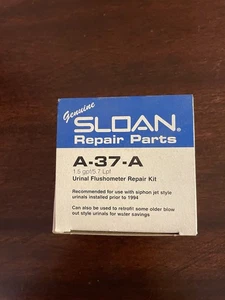 Genuine
SLOAN®
Repair Parts
A-37-A
1.5 gpf/5.7 Lpf
Urinal Flushometer Repair Kit
Recommended for use with siphon jet style
urinals installed prior to 1994
Can also be used to retrofit some older blow
out style urinals for water savings